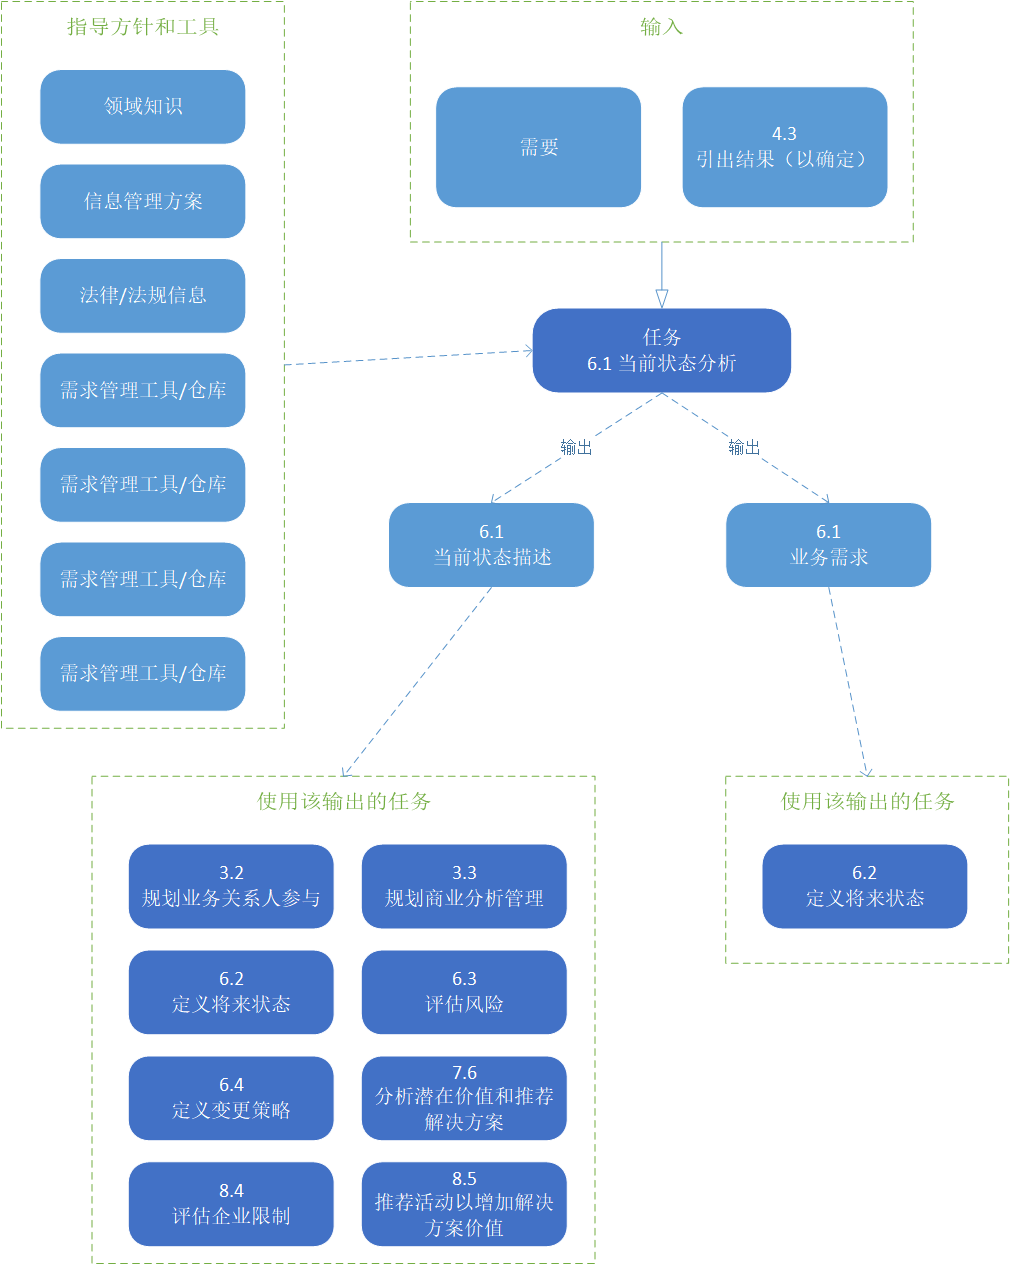 指导方针和工具
领域知识
信息管理方案
法律/法规信息
需求管理工具/仓库
需求管理工具/仓库
需求管理工具/仓库
需求管理工具/仓库
输入
需要
4.3
引出结果（以确定）
任务
6.1 当前状态分析
输出
输出
6.1
当前状态描述
6.1
业务需求
使用该输出的任务
3.2
规划业务关系人参与
3.3
规划商业分析管理
6.2
定义将来状态
6.3
评估风险
6.4
定义变更策略
7.6
分析潜在价值和推荐
解决方案
8.4
评估企业限制
8.5
推荐活动以增加解决
方案价值
使用该输出的任务
6.2
定义将来状态